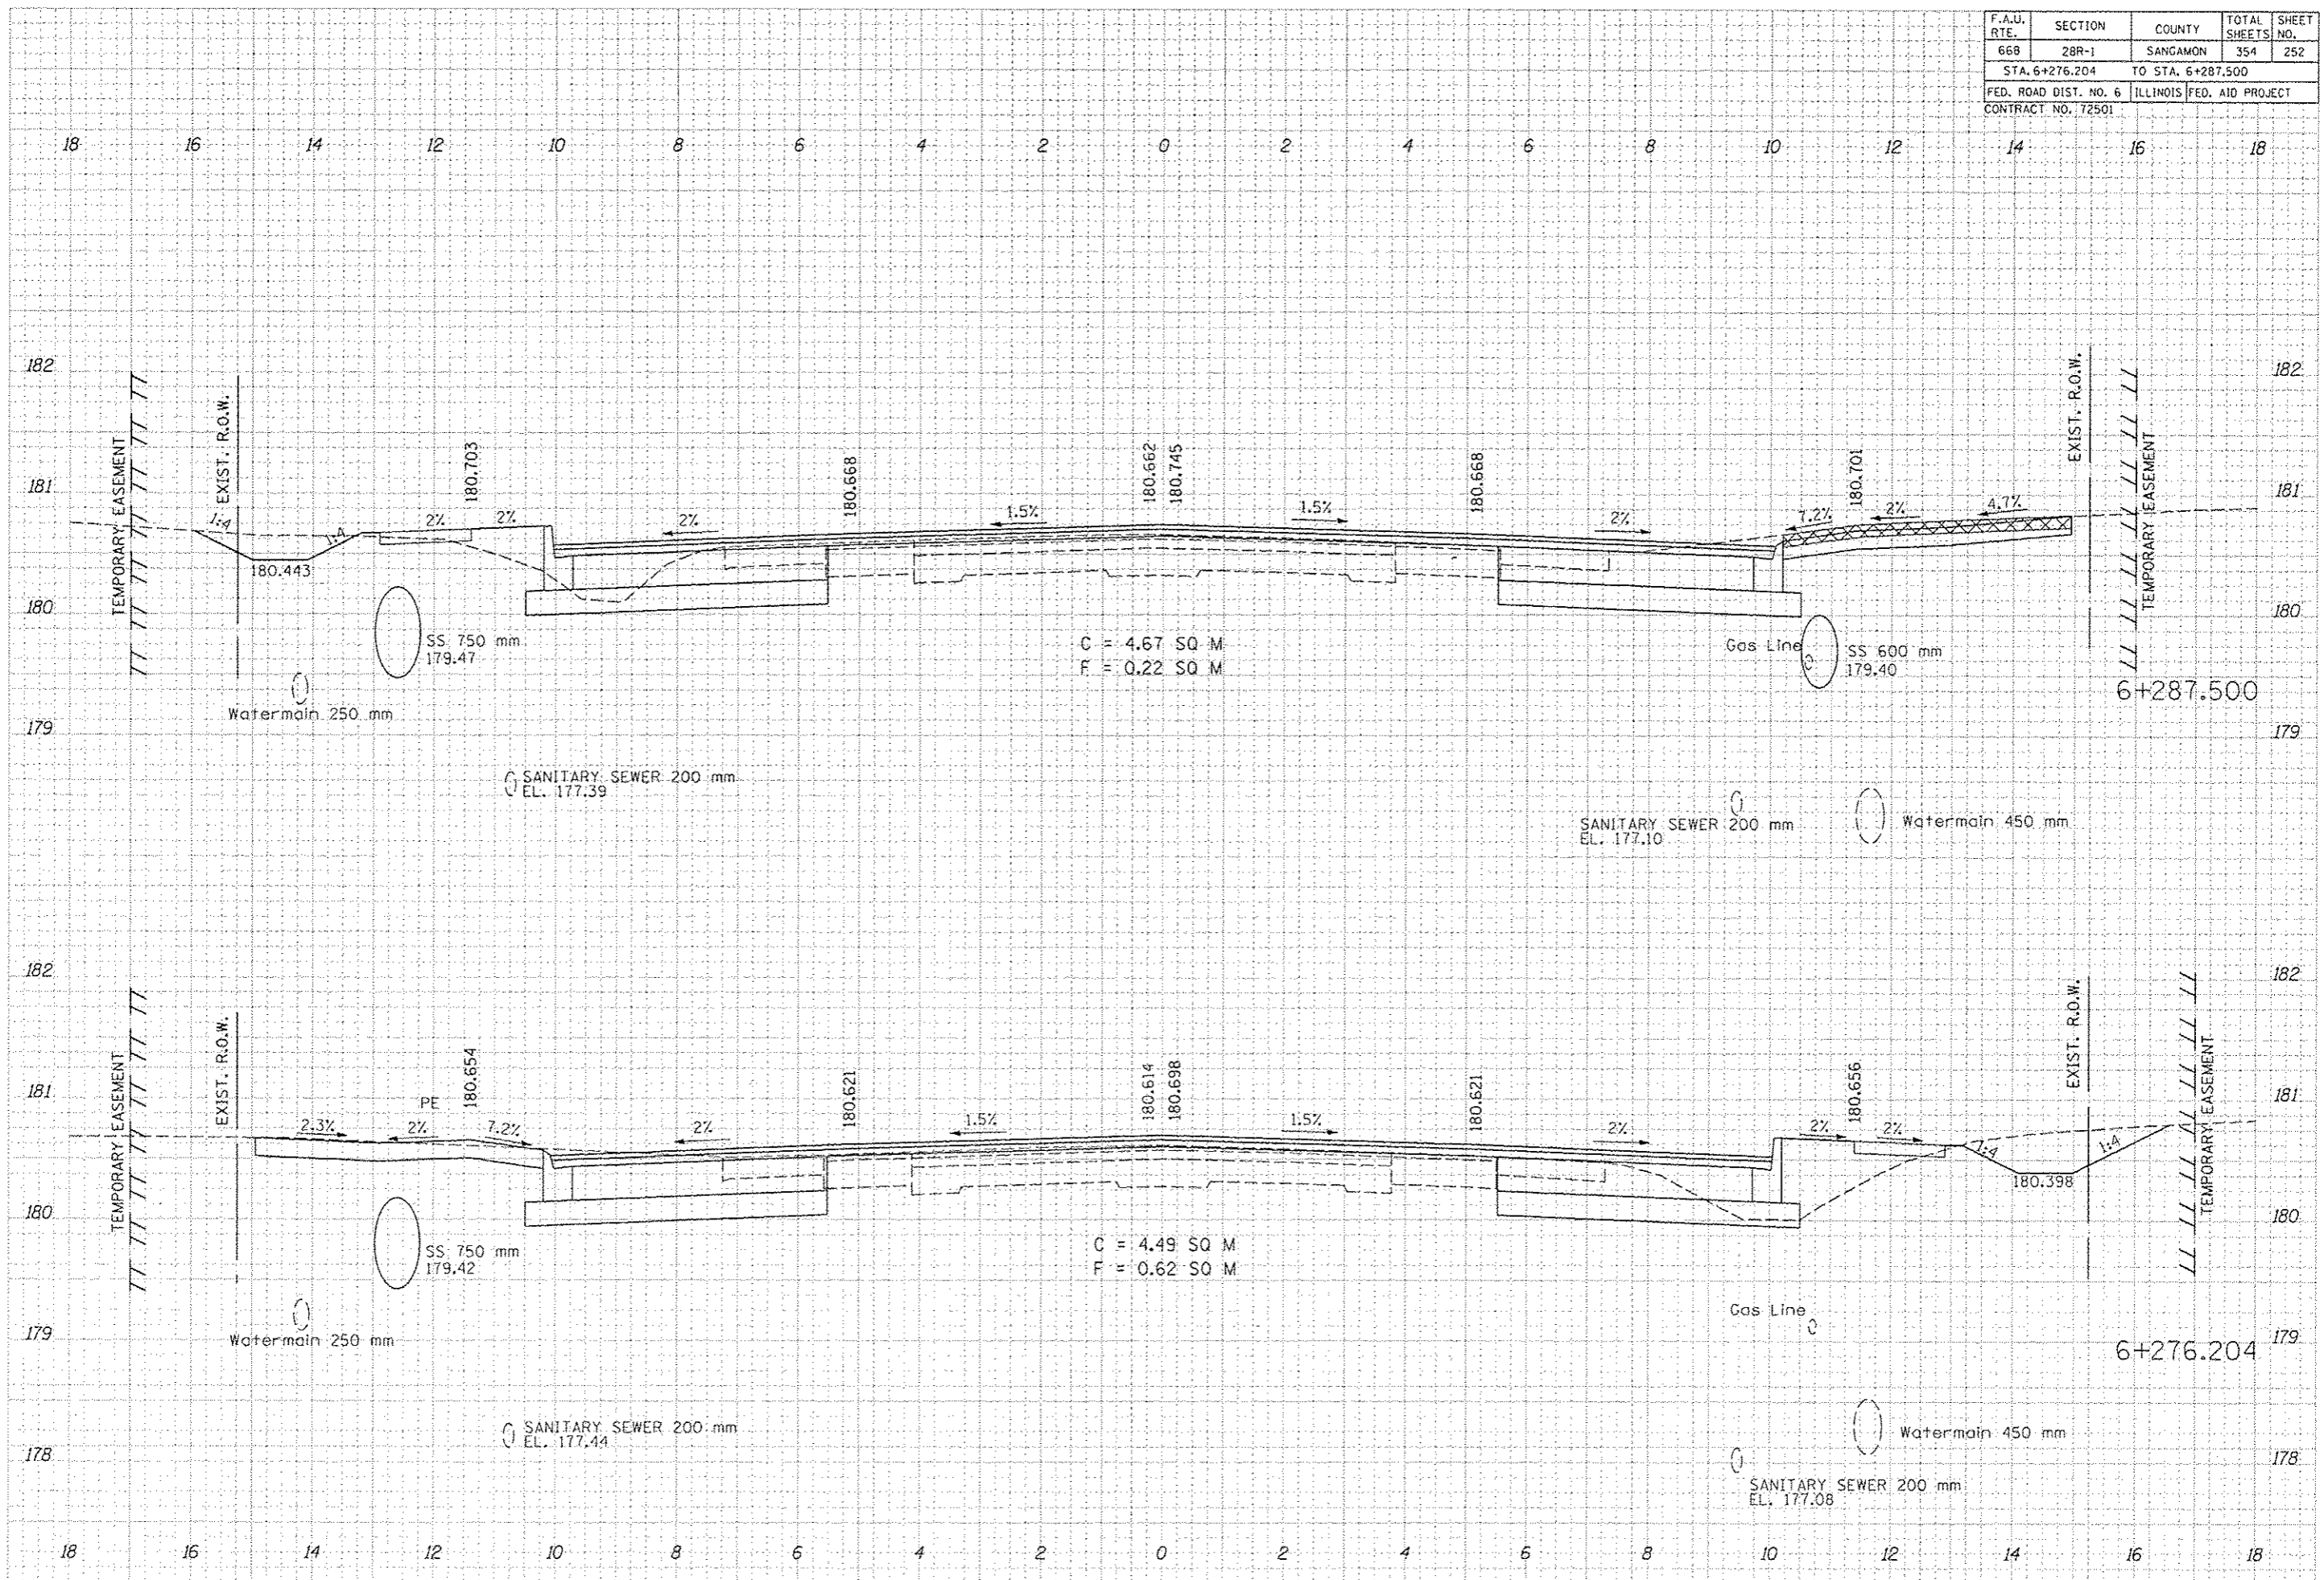 F.A.U. RTE. SECTION COUNTY TOTAL SHEETS SHEET NO.
668 28R-1 SANGAMON 354 252
STA. 6+276.204 TO STA. 6+287.500
FED. ROAD DIST. NO. 6 ILLINOIS FED. AID PROJECT
CONTRACT NO. 72501
18 16 14 12 10 8 6 4 2 0 2 4 6 8 10 12 14 16 18
182 182
181 181
180 180
179 179
TEMPORARY EASEMENT
EXIST. R.O.W.
180.703
180.668
180.662
180.745
180.668
180.701
EXIST. R.O.W.
TEMPORARY EASEMENT
1:4 1:4 2% 2% 2% 1.5% 1.5% 2% 7.2% 2% 4.7%
180.443
SS 750 mm
179.47
Watermain 250 mm
C = 4.67 SQ M
F = 0.22 SQ M
Gas Line
SS 600 mm
179.40
6+287.500
SANITARY SEWER 200 mm
EL. 177.39
SANITARY SEWER 200 mm
EL. 177.10
Watermain 450 mm
182 182
181 181
180 180
179 179
178 178
TEMPORARY EASEMENT
EXIST. R.O.W.
180.654
180.621
180.614
180.698
180.621
180.656
EXIST. R.O.W.
TEMPORARY EASEMENT
PE
2.3% 2% 7.2% 2% 1.5% 1.5% 2% 2% 2% 1:4 1:4
180.398
SS 750 mm
179.42
Watermain 250 mm
C = 4.49 SQ M
F = 0.62 SQ M
Gas Line
6+276.204
SANITARY SEWER 200 mm
EL. 177.44
Watermain 450 mm
SANITARY SEWER 200 mm
EL. 177.08
18 16 14 12 10 8 6 4 2 0 2 4 6 8 10 12 14 16 18